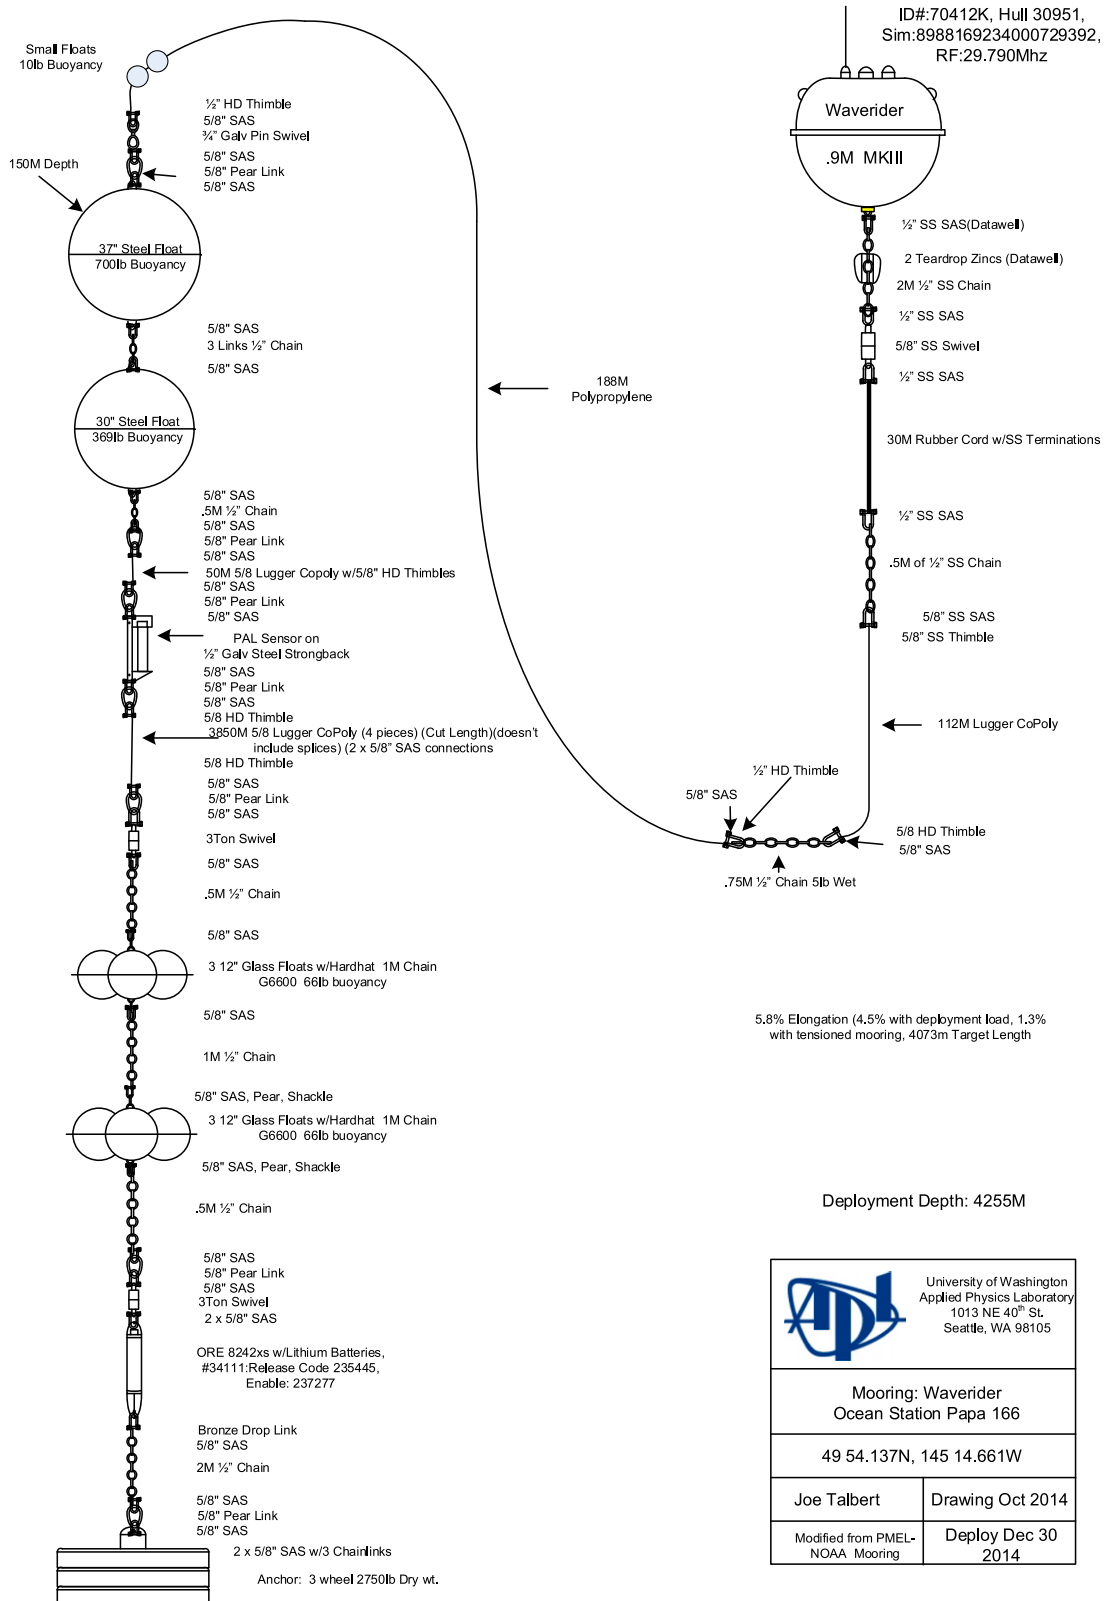 Small Floats
10lb Buoyancy
½" HD Thimble
5/8" SAS
¾" Galv Pin Swivel
5/8" SAS
5/8" Pear Link
5/8" SAS
150M Depth
37" Steel Float
700lb Buoyancy
5/8" SAS
3 Links ½" Chain
5/8" SAS
30" Steel Float
369lb Buoyancy
5/8" SAS
.5M ½" Chain
5/8" SAS
5/8" Pear Link
5/8" SAS
50M 5/8 Lugger Copoly w/5/8" HD Thimbles
5/8" SAS
5/8" Pear Link
5/8" SAS
PAL Sensor on
½" Galv Steel Strongback
5/8" SAS
5/8" Pear Link
5/8" SAS
5/8 HD Thimble
3850M 5/8 Lugger CoPoly (4 pieces) (Cut Length)(doesn't
include splices) (2 x 5/8" SAS connections
5/8 HD Thimble
5/8" SAS
5/8" Pear Link
5/8" SAS
3Ton Swivel
5/8" SAS
.5M ½" Chain
5/8" SAS
3 12" Glass Floats w/Hardhat 1M Chain
G6600 66lb buoyancy
5/8" SAS
1M ½" Chain
5/8" SAS, Pear, Shackle
3 12" Glass Floats w/Hardhat 1M Chain
G6600 66lb buoyancy
5/8" SAS, Pear, Shackle
.5M ½" Chain
5/8" SAS
5/8" Pear Link
5/8" SAS
3Ton Swivel
2 x 5/8" SAS
ORE 8242xs w/Lithium Batteries,
#34111:Release Code 235445,
Enable: 237277
Bronze Drop Link
5/8" SAS
2M ½" Chain
5/8" SAS
5/8" Pear Link
5/8" SAS
2 x 5/8" SAS w/3 Chainlinks
Anchor: 3 wheel 2750lb Dry wt.
188M
Polypropylene
ID#:70412K, Hull 30951,
Sim:8988169234000729392,
RF:29.790Mhz
Waverider
.9M MKIII
½" SS SAS(Datawell)
2 Teardrop Zincs (Datawell)
2M ½" SS Chain
½" SS SAS
5/8" SS Swivel
½" SS SAS
30M Rubber Cord w/SS Terminations
½" SS SAS
.5M of ½" SS Chain
5/8" SS SAS
5/8" SS Thimble
112M Lugger CoPoly
½" HD Thimble
5/8" SAS
5/8 HD Thimble
5/8" SAS
.75M ½" Chain 5lb Wet
5.8% Elongation (4.5% with deployment load, 1.3%
with tensioned mooring, 4073m Target Length
Deployment Depth: 4255M
APL
University of Washington
Applied Physics Laboratory
1013 NE 40th St.
Seattle, WA 98105
Mooring: Waverider
Ocean Station Papa 166
49 54.137N, 145 14.661W
Joe Talbert
Drawing Oct 2014
Modified from PMEL-
NOAA Mooring
Deploy Dec 30
2014